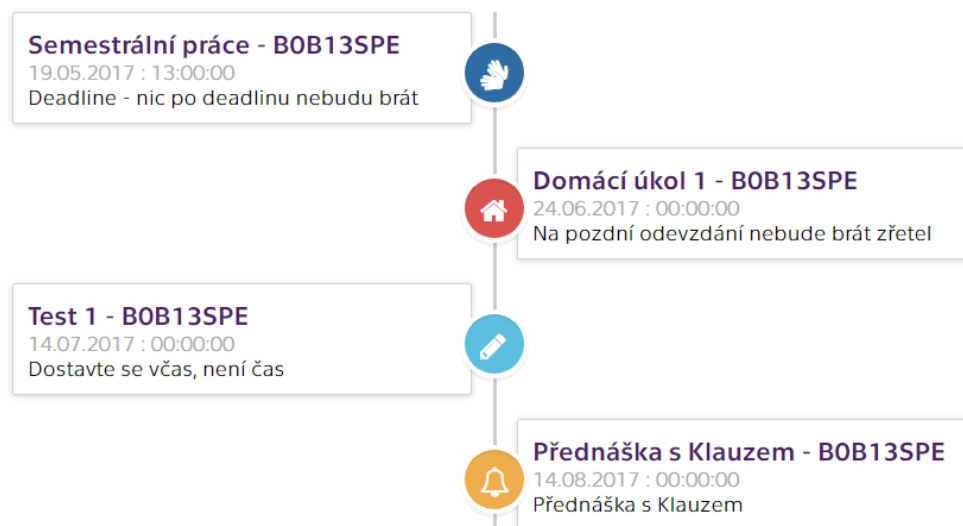 Semestrální práce - B0B13SPE
19.05.2017 : 13:00:00
Deadline - nic po deadlinu nebudu brát
Domácí úkol 1 - B0B13SPE
24.06.2017 : 00:00:00
Na pozdní odevzdání nebude brát zřetel
Test 1 - B0B13SPE
14.07.2017 : 00:00:00
Dostavte se včas, není čas
Přednáška s Klauzem - B0B13SPE
14.08.2017 : 00:00:00
Přednáška s Klauzem